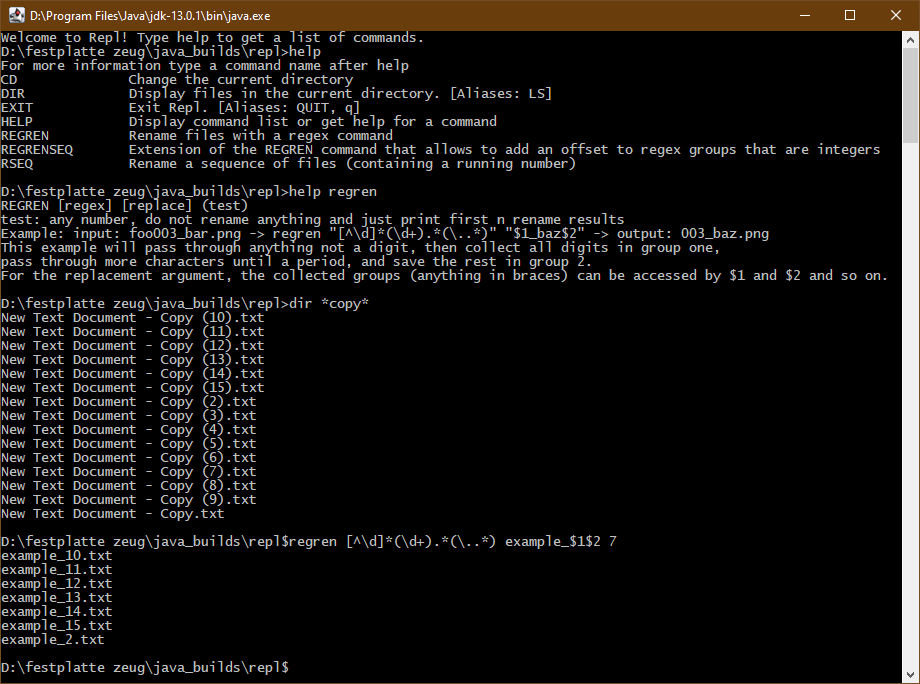 D:\Program Files\Java\jdk-13.0.1\bin\java.exe
Welcome to Repl! Type help to get a list of commands.
D:\festplatte zeug\java_builds\repl>help
For more information type a command name after help
CD              Change the current directory
DIR             Display files in the current directory. [Aliases: LS]
EXIT            Exit Repl. [Aliases: QUIT, q]
HELP            Display command list or get help for a command
REGREN          Rename files with a regex command
REGRENSEQ       Extension of the REGREN command that allows to add an offset to regex groups that are integers
RSEQ            Rename a sequence of files (containing a running number)
D:\festplatte zeug\java_builds\repl>help regren
REGREN [regex] [replace] (test)
test: any number, do not rename anything and just print first n rename results
Example: input: foo003_bar.png -> regren "[^\d]*(\d+).*(\..*)" "$1_baz$2" -> output: 003_baz.png
This example will pass through anything not a digit, then collect all digits in group one,
pass through more characters until a period, and save the rest in group 2.
For the replacement argument, the collected groups (anything in braces) can be accessed by $1 and $2 and so on.
D:\festplatte zeug\java_builds\repl>dir *copy*
New Text Document - Copy (10).txt
New Text Document - Copy (11).txt
New Text Document - Copy (12).txt
New Text Document - Copy (13).txt
New Text Document - Copy (14).txt
New Text Document - Copy (15).txt
New Text Document - Copy (2).txt
New Text Document - Copy (3).txt
New Text Document - Copy (4).txt
New Text Document - Copy (5).txt
New Text Document - Copy (6).txt
New Text Document - Copy (7).txt
New Text Document - Copy (8).txt
New Text Document - Copy (9).txt
New Text Document - Copy.txt
D:\festplatte zeug\java_builds\repl$regren [^\d]*(\d+).*(\..*) example_$1$2 7
example_10.txt
example_11.txt
example_12.txt
example_13.txt
example_14.txt
example_15.txt
example_2.txt
D:\festplatte zeug\java_builds\repl$